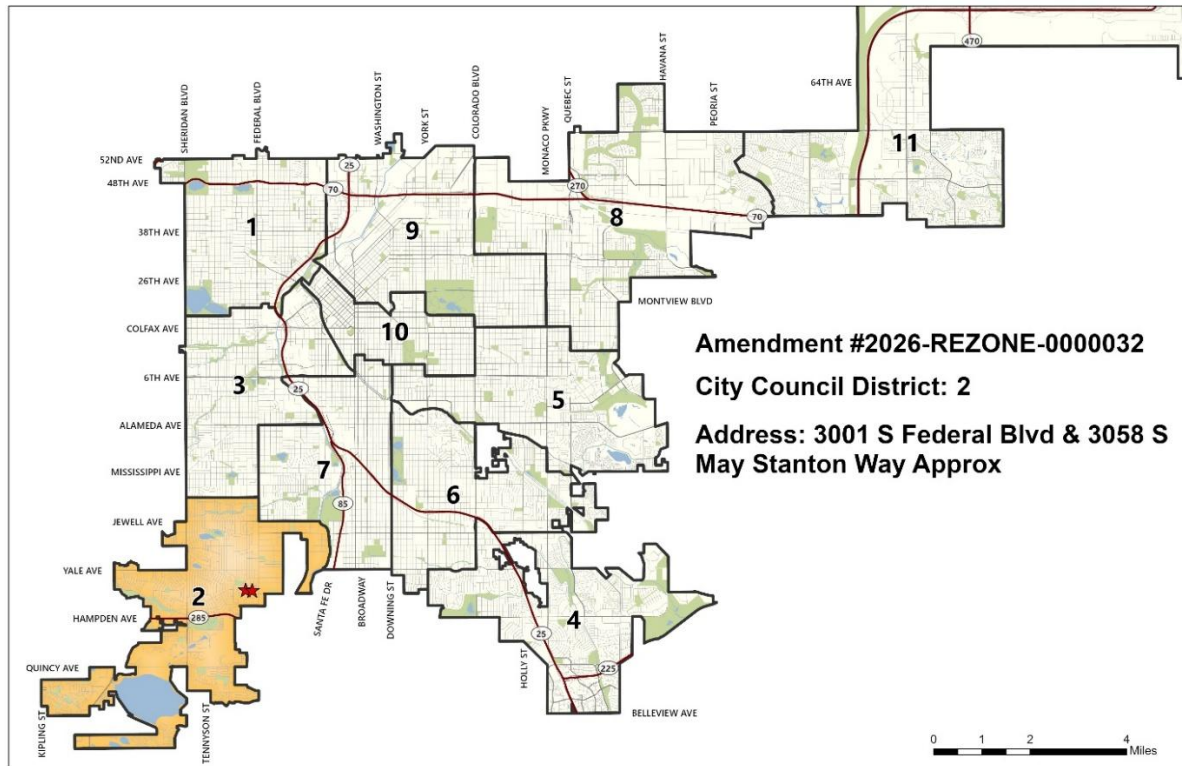 SHERIDAN BLVD
FEDERAL BLVD
WASHINGTON ST
YORK ST
COLORADO BLVD
MONACO PKWY
QUEBEC ST
HAVANA ST
PEORIA ST
64TH AVE
470
52ND AVE
48TH AVE
38TH AVE
26TH AVE
COLFAX AVE
6TH AVE
ALAMEDA AVE
MISSISSIPPI AVE
JEWELL AVE
YALE AVE
HAMPDEN AVE
QUINCY AVE
KIPLING ST
TENNYSON ST
SANTA FE DR
BROADWAY
DOWNING ST
HOLLY ST
BELLEVIEW AVE
MONTVIEW BLVD
25
70
270
70
25
85
285
25
225
1
9
8
11
10
3
5
7
6
2
4
Amendment #2026-REZONE-0000032
City Council District: 2
Address: 3001 S Federal Blvd & 3058 S
May Stanton Way Approx
0 1 2 4
Miles